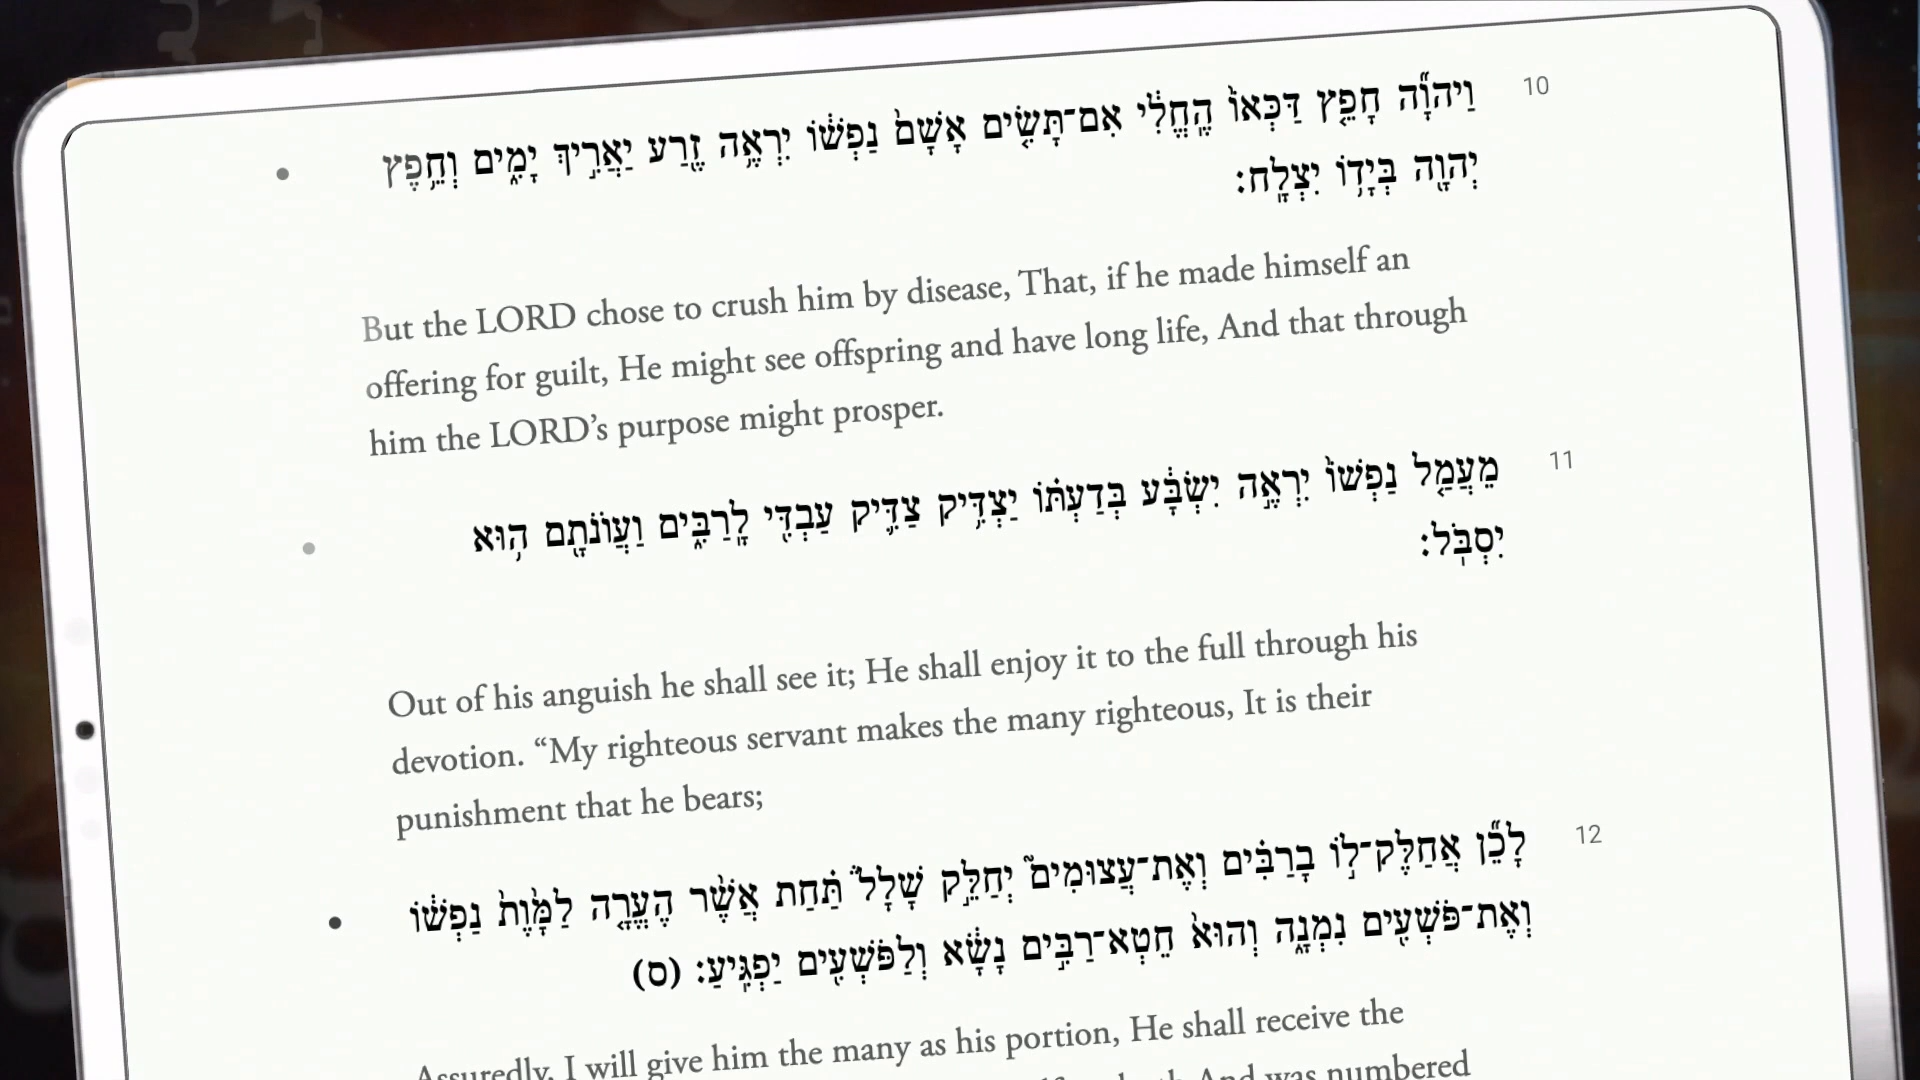 10
וַיהֹוָ֞ה חָפֵ֤ץ דַּכְּאוֹ֙ הֶֽחֱלִ֔י אִם־תָּשִׂ֤ים אָשָׁם֙ נַפְשׁ֔וֹ יִרְאֶ֥ה זֶ֖רַע יַאֲרִ֣יךְ יָמִ֑ים וְחֵ֥פֶץ
יְהֹוָ֖ה בְּיָד֥וֹ יִצְלָֽח׃
But the LORD chose to crush him by disease, That, if he made himself an
offering for guilt, He might see offspring and have long life, And that through
him the LORD’s purpose might prosper.
11
מֵעֲמַ֤ל נַפְשׁוֹ֙ יִרְאֶ֣ה יִשְׂבָּ֔ע בְּדַעְתּ֗וֹ יַצְדִּ֥יק צַדִּ֛יק עַבְדִּ֖י לָֽרַבִּ֑ים וַעֲוֺנֹתָ֖ם ה֥וּא
יִסְבֹּֽל׃
Out of his anguish he shall see it; He shall enjoy it to the full through his
devotion. “My righteous servant makes the many righteous, It is their
punishment that he bears;
12
לָכֵ֞ן אֲחַלֶּק־ל֣וֹ בָרַבִּ֗ים וְאֶת־עֲצוּמִים֮ יְחַלֵּ֣ק שָׁלָל֒ תַּ֗חַת אֲשֶׁ֨ר הֶעֱרָ֤ה לַמָּ֙וֶת֙ נַפְשׁ֔וֹ
וְאֶת־פֹּשְׁעִ֖ים נִמְנָ֑ה וְהוּא֙ חֵטְא־רַבִּ֣ים נָשָׂ֔א וְלַפֹּשְׁעִ֖ים יַפְגִּֽיעַ׃ (ס)
Assuredly, I will give him the many as his portion, He shall receive the
And was numbered